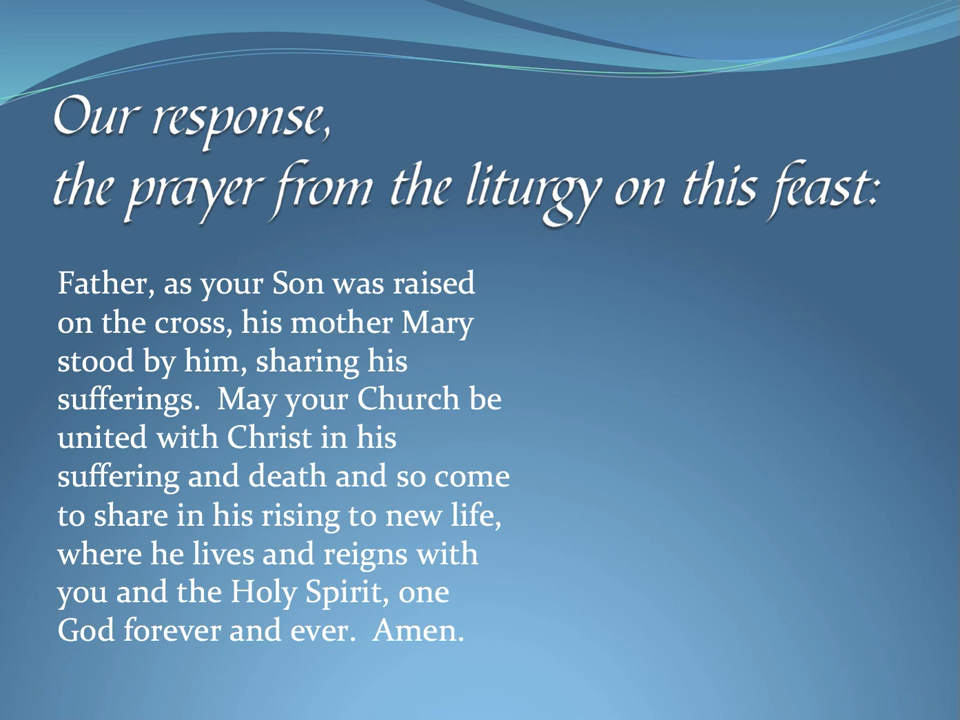 Our response,
the prayer from the liturgy on this feast:
Father, as your Son was raised
on the cross, his mother Mary
stood by him, sharing his
sufferings.  May your Church be
united with Christ in his
suffering and death and so come
to share in his rising to new life,
where he lives and reigns with
you and the Holy Spirit, one
God forever and ever.  Amen.